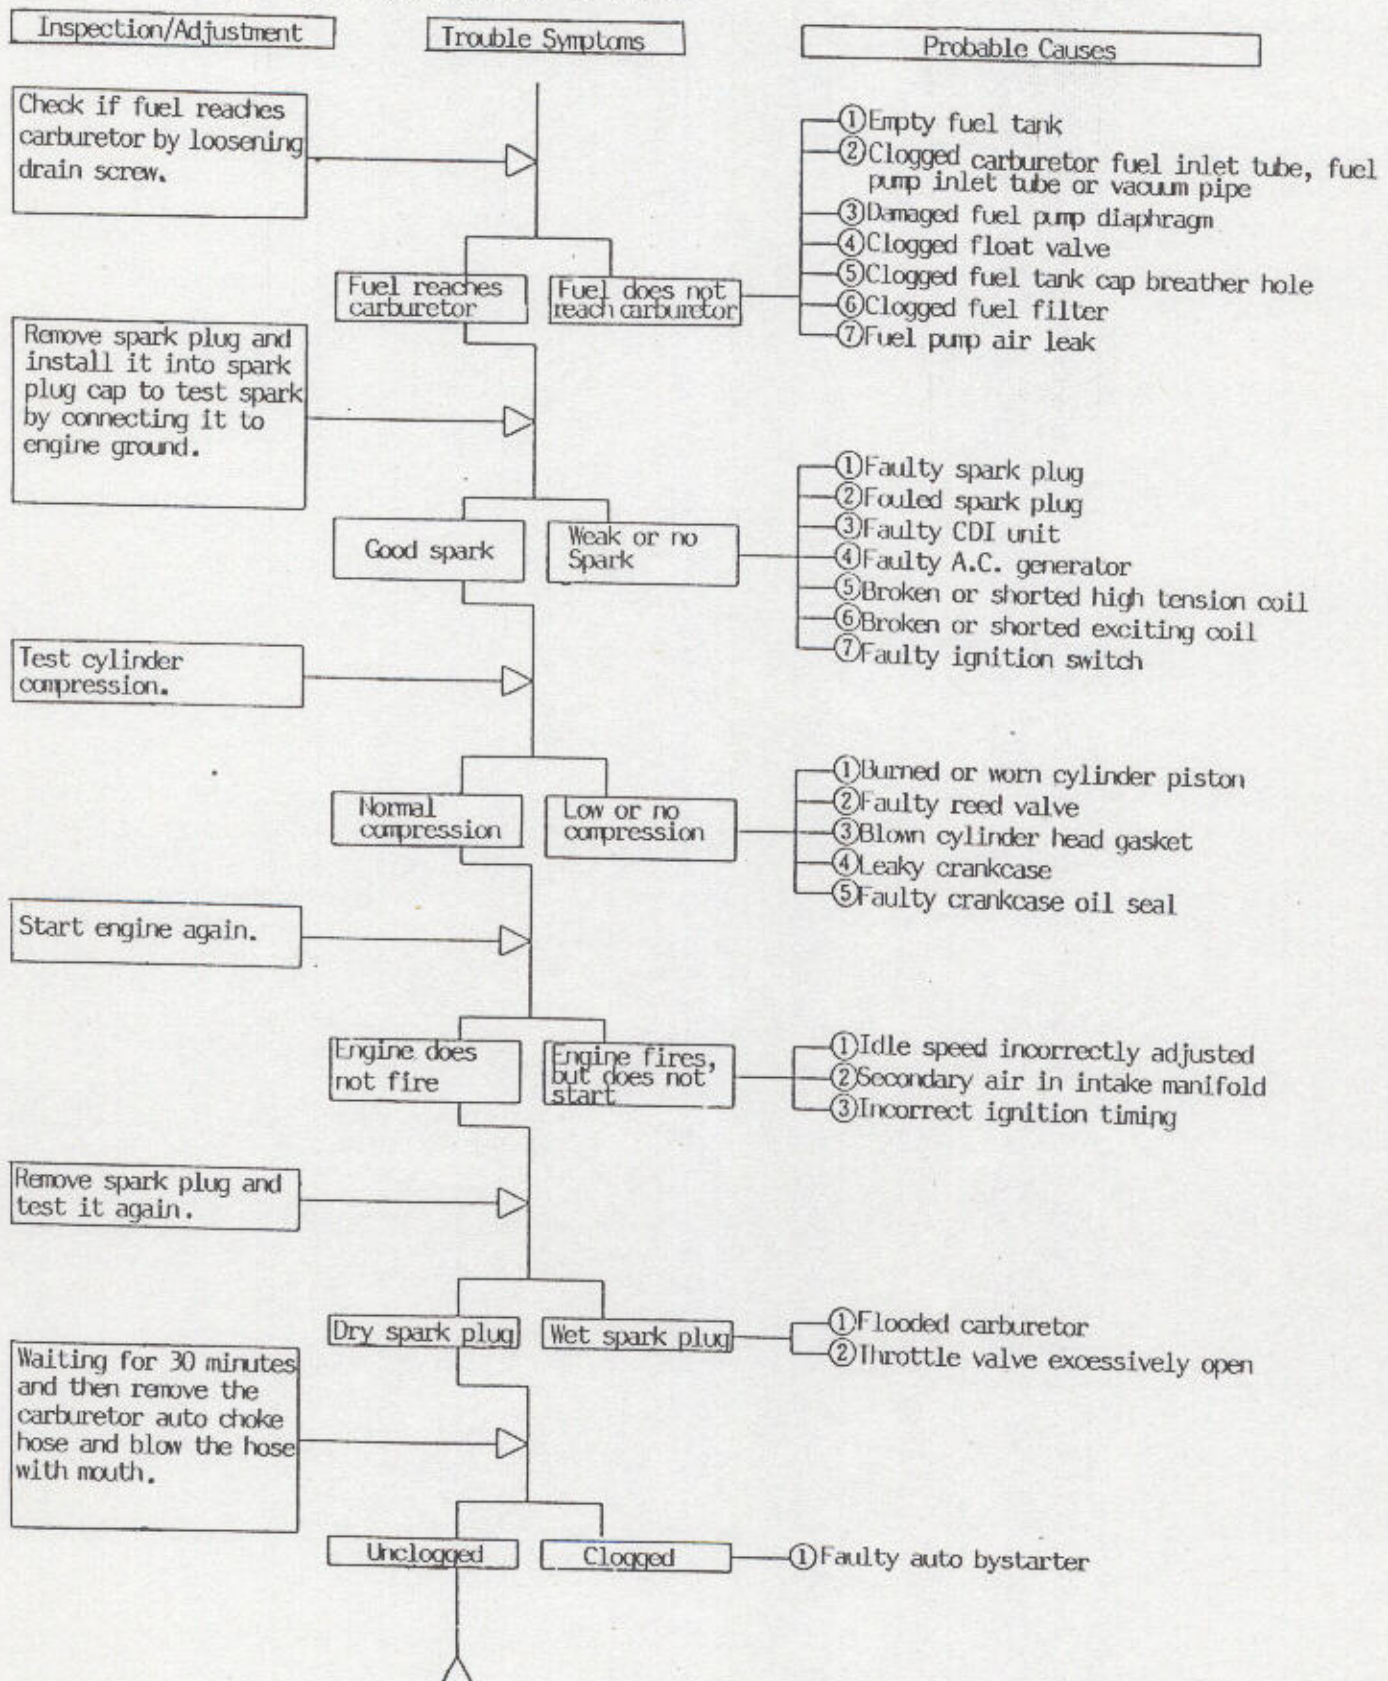 Inspection/Adjustment
Trouble Symptoms
Probable Causes
Check if fuel reaches
carburetor by loosening
drain screw.
①Empty fuel tank
②Clogged carburetor fuel inlet tube, fuel
pump inlet tube or vacuum pipe
③Damaged fuel pump diaphragm
④Clogged float valve
⑤Clogged fuel tank cap breather hole
⑥Clogged fuel filter
⑦Fuel pump air leak
Fuel reaches
carburetor
Fuel does not
reach carburetor
Remove spark plug and
install it into spark
plug cap to test spark
by connecting it to
engine ground.
Good spark
Weak or no
Spark
①Faulty spark plug
②Fouled spark plug
③Faulty CDI unit
④Faulty A.C. generator
⑤Broken or shorted high tension coil
⑥Broken or shorted exciting coil
⑦Faulty ignition switch
Test cylinder
compression.
Normal
compression
Low or no
compression
①Burned or worn cylinder piston
②Faulty reed valve
③Blown cylinder head gasket
④Leaky crankcase
⑤Faulty crankcase oil seal
Start engine again.
Engine does
not fire
Engine fires,
but does not
start
①Idle speed incorrectly adjusted
②Secondary air in intake manifold
③Incorrect ignition timing
Remove spark plug and
test it again.
Dry spark plug
Wet spark plug
①Flooded carburetor
②Throttle valve excessively open
Waiting for 30 minutes
and then remove the
carburetor auto choke
hose and blow the hose
with mouth.
Unclogged
Clogged
①Faulty auto bystarter